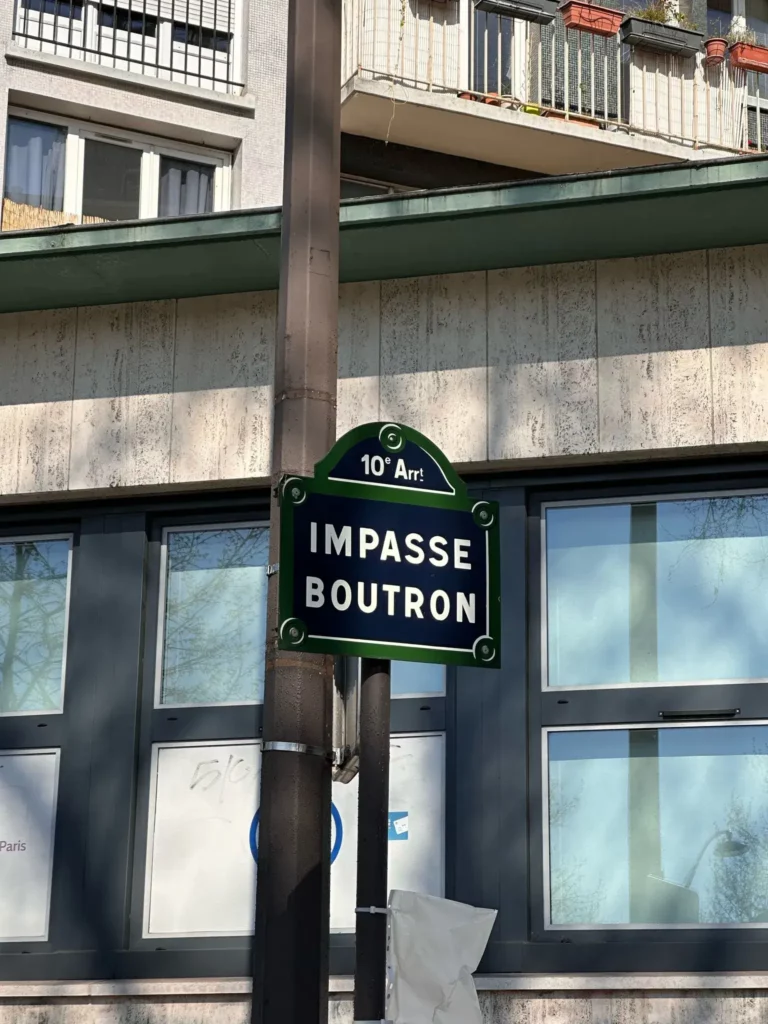 10e Arrt
IMPASSE
BOUTRON
Paris